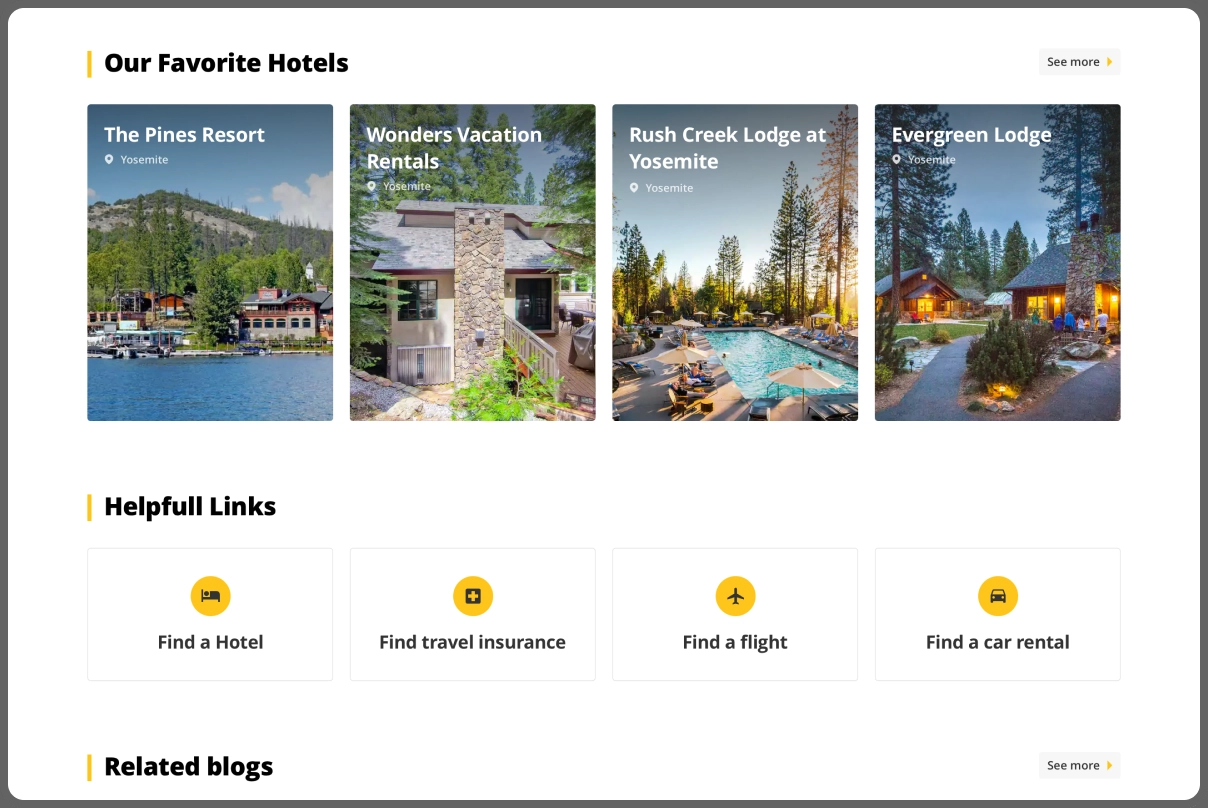 Our Favorite Hotels
See more
The Pines Resort
Yosemite
Wonders Vacation
Rentals
Yosemite
Rush Creek Lodge at
Yosemite
Yosemite
Evergreen Lodge
Yosemite
Helpfull Links
Find a Hotel
Find travel insurance
Find a flight
Find a car rental
Related blogs
See more